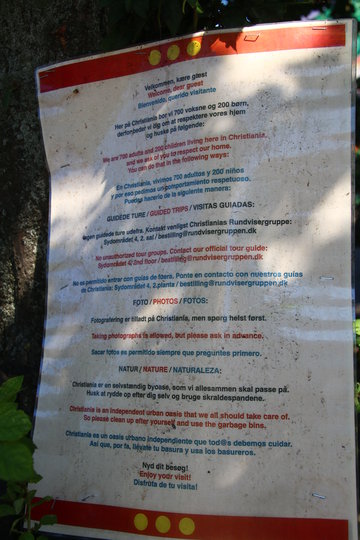 Velkommen, kære gæst
Welcome, dear guest
Bienvenido, querido visitante
Her på Christiania bor vi 700 voksne og 200 børn,
derfor beder vi dig om at respektere vores hjem
og huske på følgende:
We are 700 adults and 200 children living here in Christiania,
and we ask of you to respect our home.
You can do that in the following ways:
En Christiania, vivimos 700 adultos y 200 niños
y por eso pedimos un comportamiento respetuoso.
Puedes hacerlo de la siguiente manera:
GUIDEDE TURE / GUIDED TRIPS / VISITAS GUIADAS:
Ingen guidede ture udefra. Kontakt venligst Christianias Rundvisergruppe:
Sydområdet 4, 2. sal / bestilling@rundvisergruppen.dk
No unauthorized tour groups. Contact our official tour guide:
Sydområdet 4, 2nd floor / bestilling@rundvisergruppen.dk
No es permitido entrar con guías de fuera. Ponte en contacto con nuestros guías
de Christiania: Sydområdet 4, 2.planta / bestilling@rundvisergruppen.dk
FOTO / PHOTOS / FOTOS:
Fotografering er tilladt på Christiania, men spørg helst først.
Taking photographs is allowed, but please ask in advance.
Sacar fotos es permitido siempre que preguntes primero.
NATUR / NATURE / NATURALEZA:
Christiania er en selvstændig byoase, som vi allesammen skal passe på.
Husk at rydde op efter dig selv og bruge skraldespandene.
Christiania is an independent urban oasis that we all should take care of.
So please clean up after yourself and use the garbage bins.
Christiania es un oasis urbano independiente que tod@s debemos cuidar.
Así que, por fa, llévate tu basura y usa los basureros.
Nyd dit besøg!
Enjoy your visit!
Disfruta de tu visita!